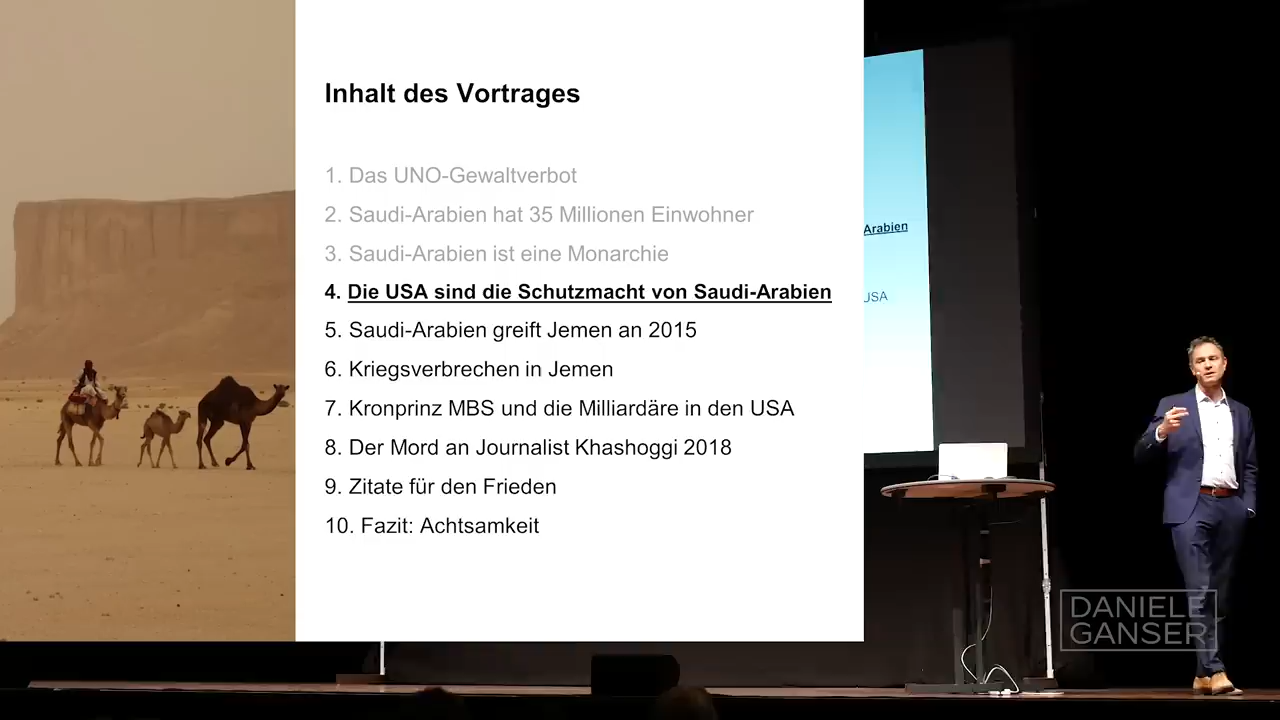 Inhalt des Vortrages
1. Das UNO-Gewaltverbot
2. Saudi-Arabien hat 35 Millionen Einwohner
3. Saudi-Arabien ist eine Monarchie
4. Die USA sind die Schutzmacht von Saudi-Arabien
5. Saudi-Arabien greift Jemen an 2015
6. Kriegsverbrechen in Jemen
7. Kronprinz MBS und die Milliardäre in den USA
8. Der Mord an Journalist Khashoggi 2018
9. Zitate für den Frieden
10. Fazit: Achtsamkeit
Arabien
USA
DANIELE
GANSER